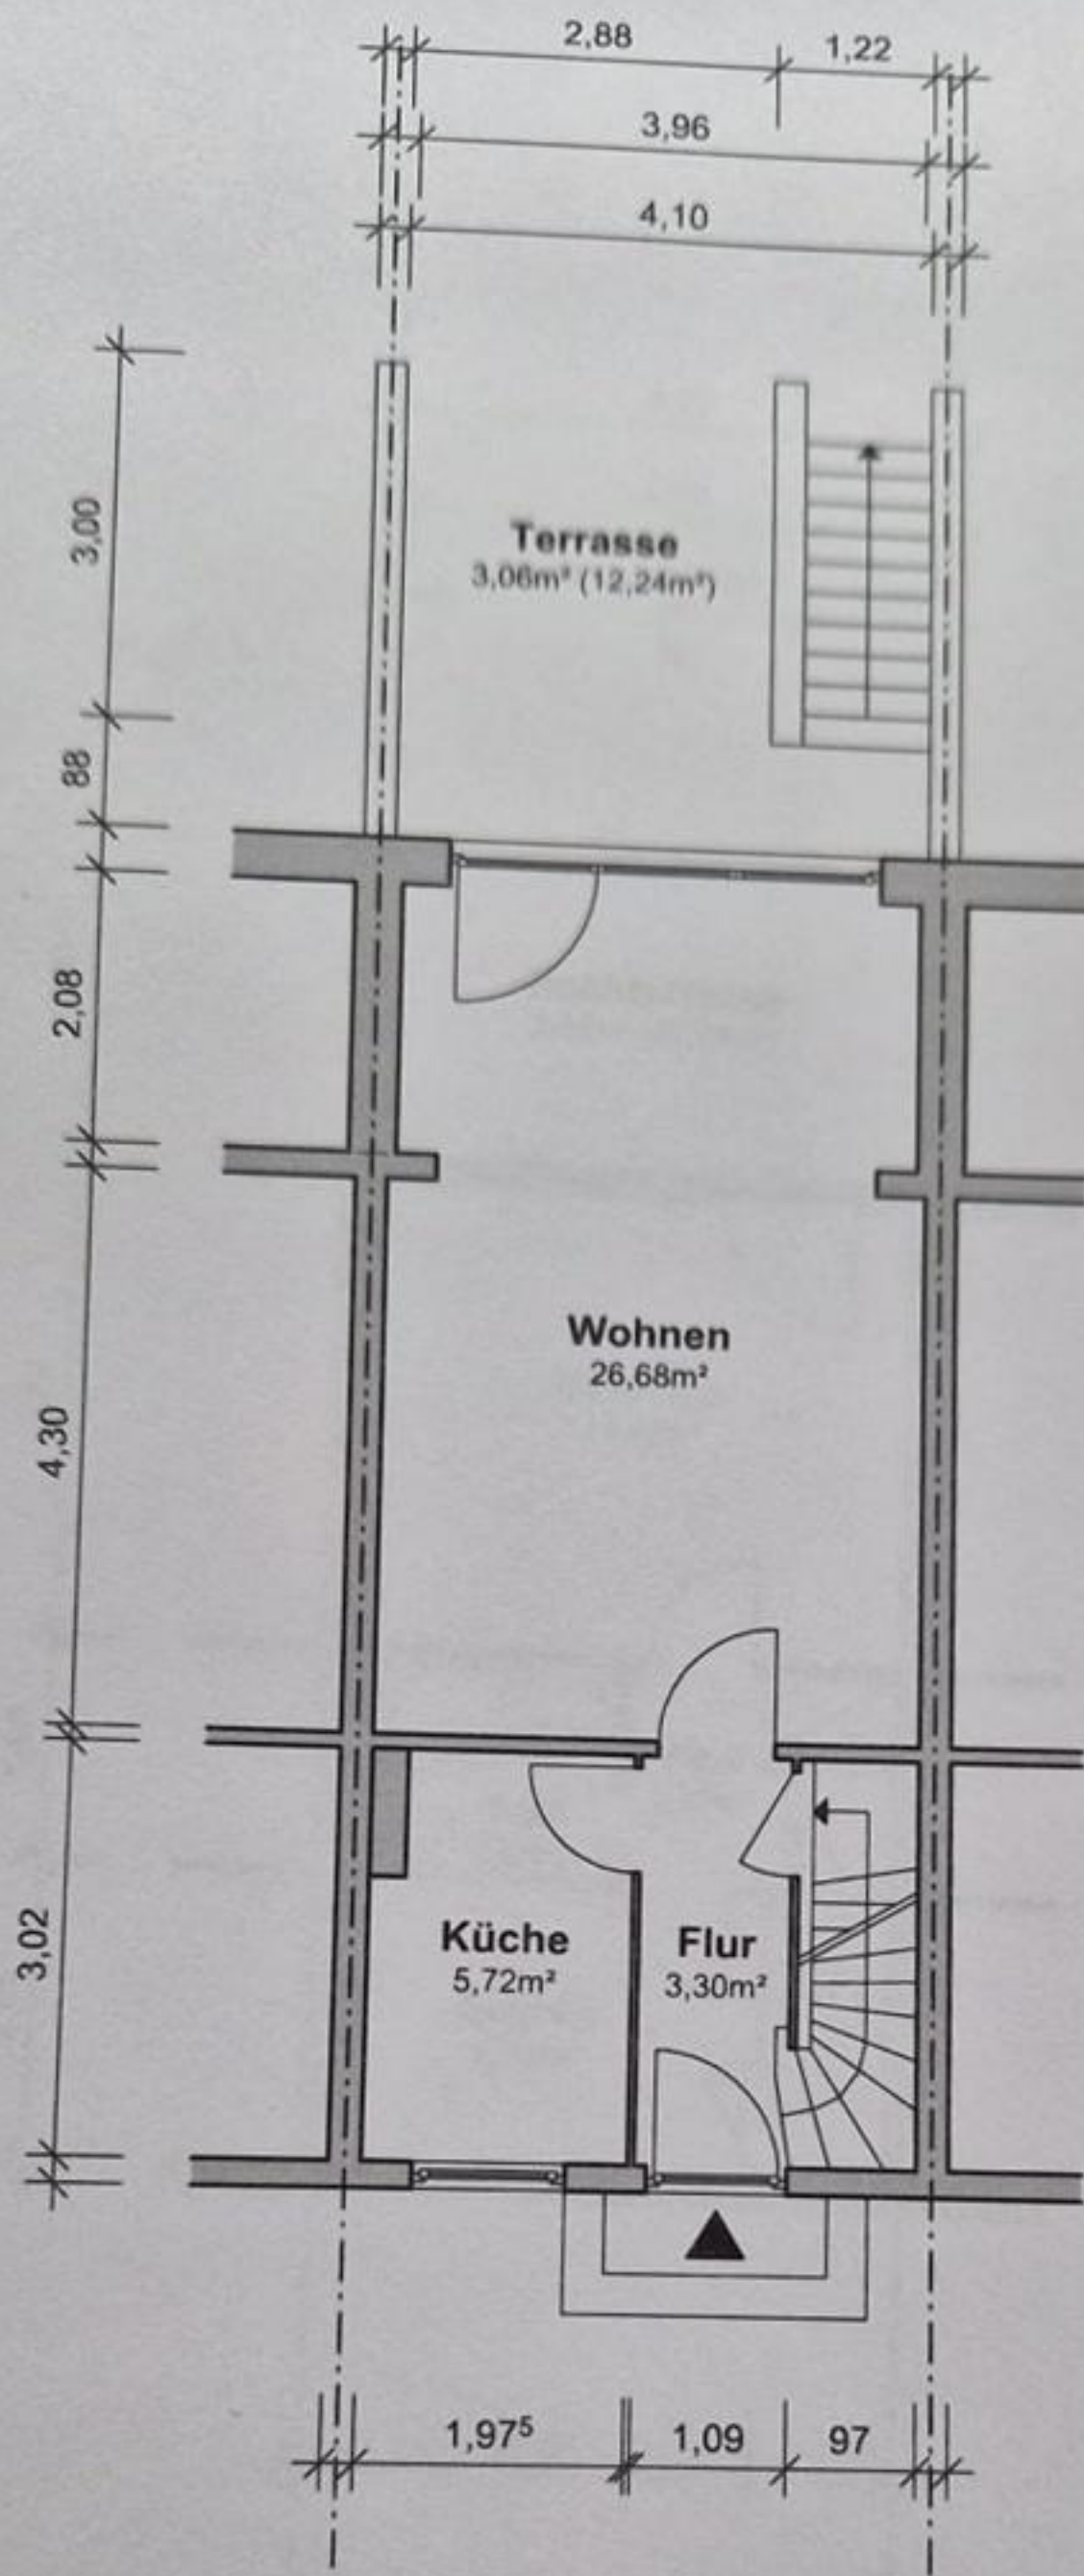 2,88
1,22
3,96
4,10
3,00
Terrasse
3,06m² (12,24m²)
88
2,08
Wohnen
26,68m²
4,30
Küche
5,72m²
Flur
3,30m²
3,02
1,97⁵
1,09
97